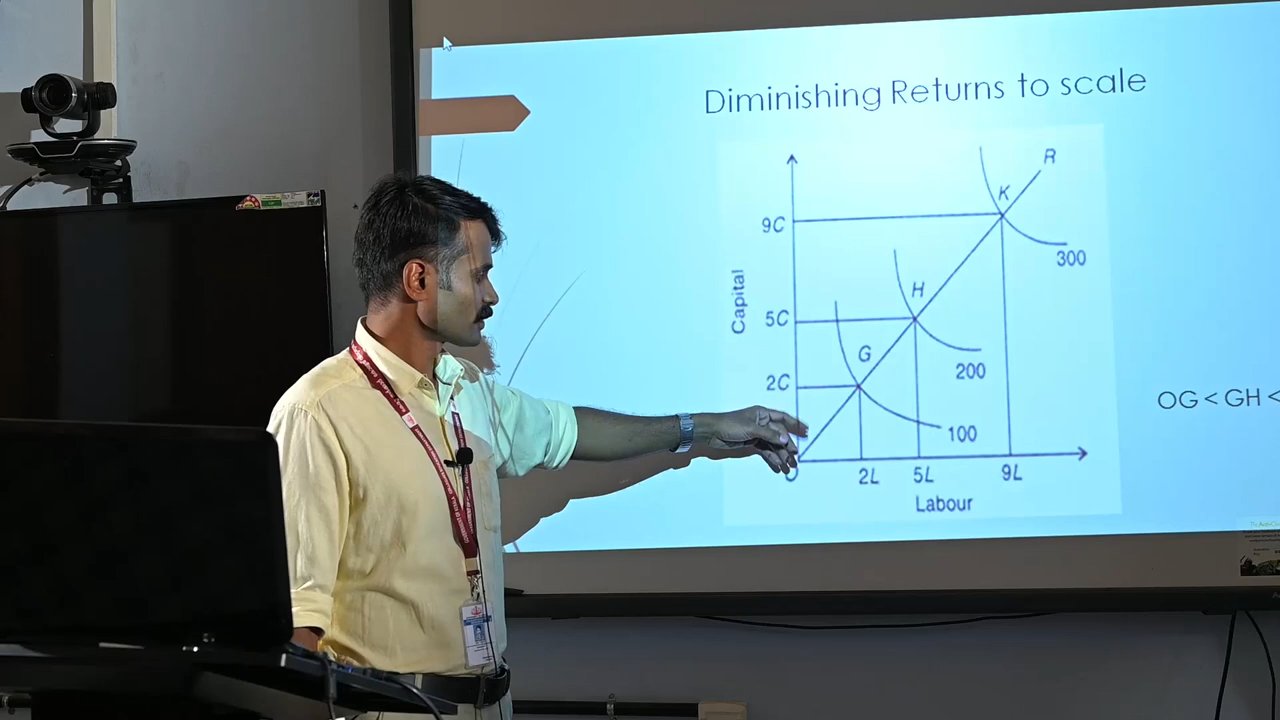 Diminishing Returns to scale
R
K
9C
300
H
Capital
5C
G
200
2C
OG < GH <
100
O
2L 5L 9L
Labour